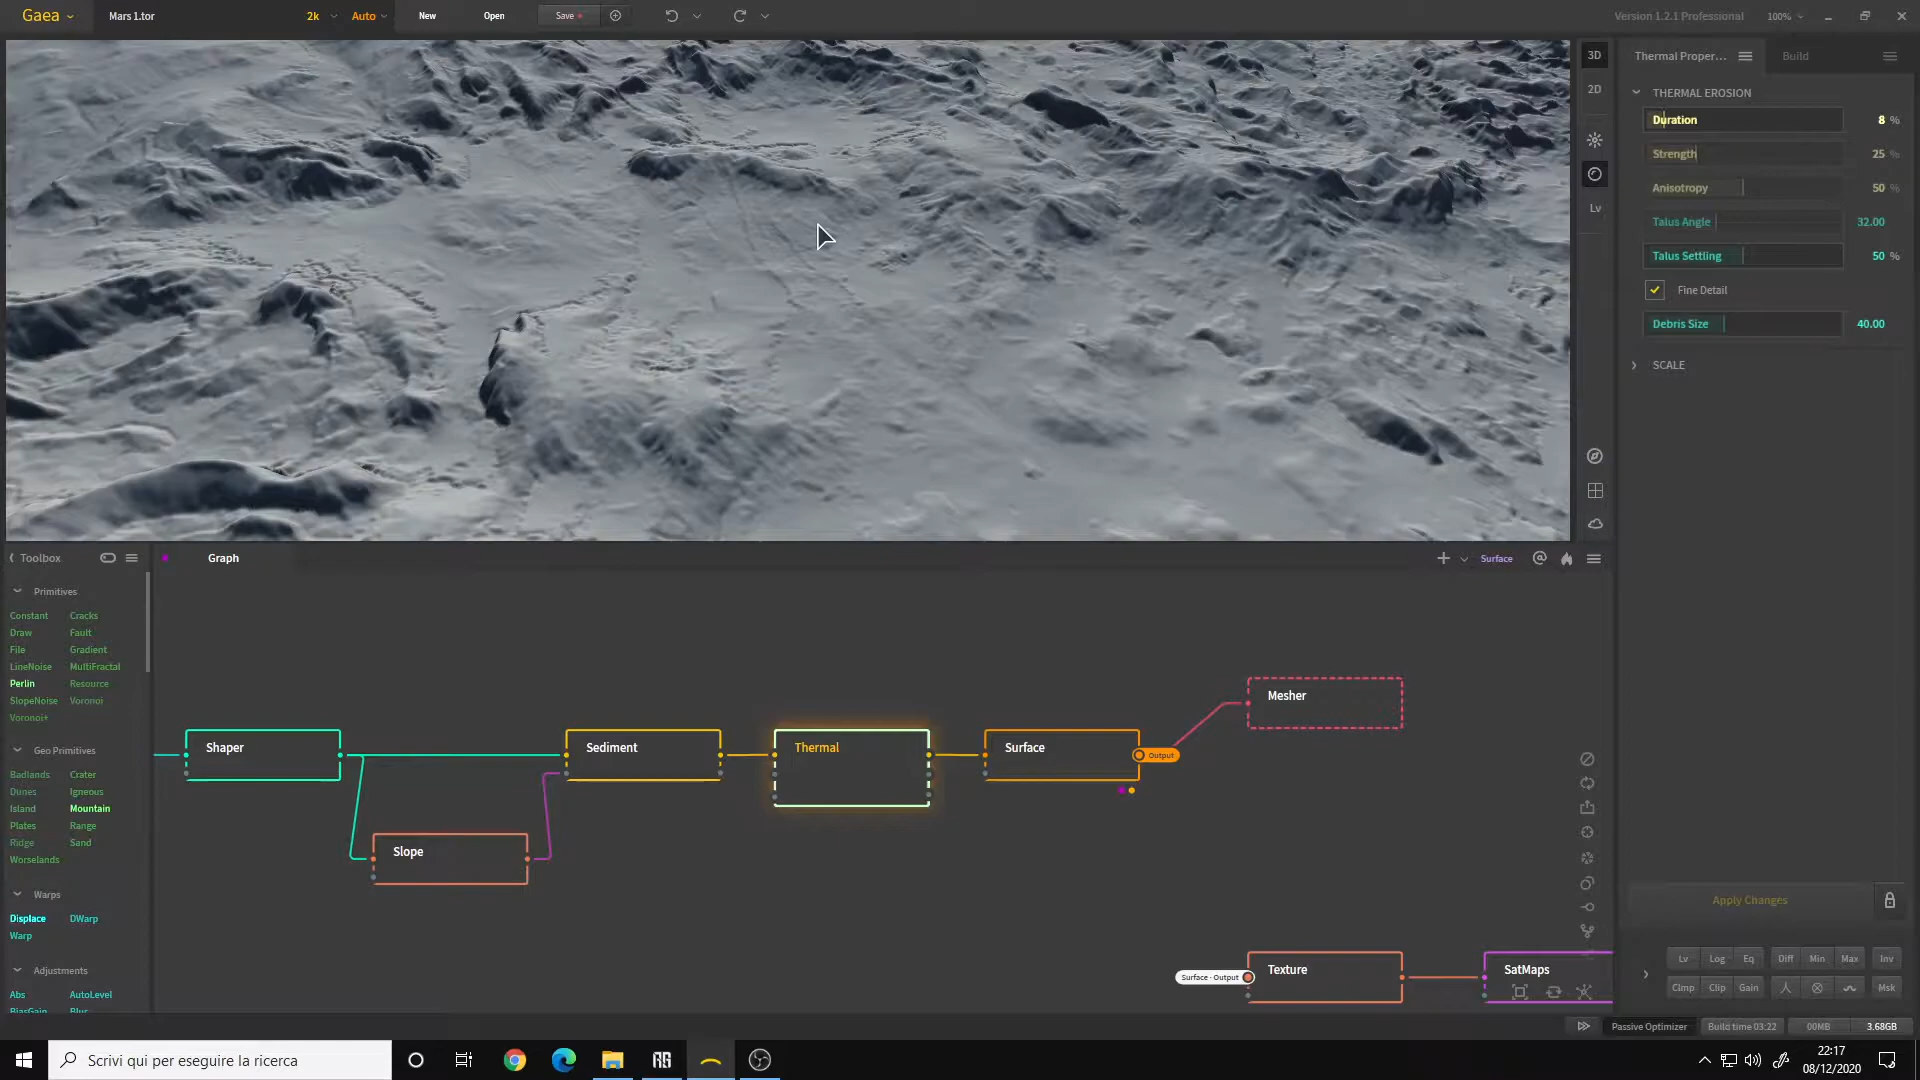 Gaea
Mars 1.tor
2k
Auto
New
Open
Save
Version 1.2.1 Professional
100%
3D
2D
Lv
Thermal Proper...
Build
THERMAL EROSION
Duration 8 %
Strength 25 %
Anisotropy 50 %
Talus Angle 32.00
Talus Settling 50 %
Fine Detail
Debris Size 40.00
SCALE
Toolbox
Graph
Surface
Primitives
Constant Cracks
Draw Fault
File Gradient
LineNoise MultiFractal
Perlin Resource
SlopeNoise Voronoi
Voronoi+
Geo Primitives
Badlands Crater
Dunes Igneous
Island Mountain
Plates Range
Ridge Sand
Worselands
Warps
Displace DWarp
Warp
Adjustments
Abs AutoLevel
BiasGain Blur
Shaper
Slope
Sediment
Thermal
Surface
Output
Mesher
Surface - Output
Texture
SatMaps
Apply Changes
Lv Log Eq Diff Min Max Inv
Clmp Clip Gain Msk
Passive Optimizer
Build time 03:22
00MB
3.68GB
Scrivi qui per eseguire la ricerca
22:17
08/12/2020